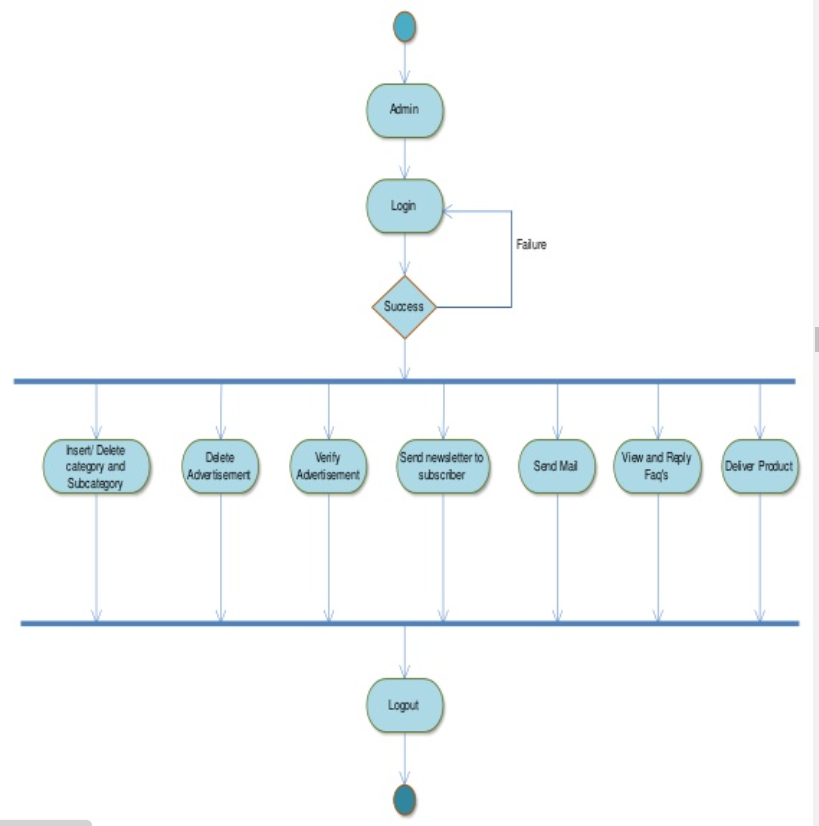 Admin
Login
Failure
Success
Insert/ Delete
category and
Subcategory
Delete
Advertisement
Verify
Advertisement
Send newsletter to
subscriber
Send Mail
View and Reply
Faq's
Deliver Product
Logout